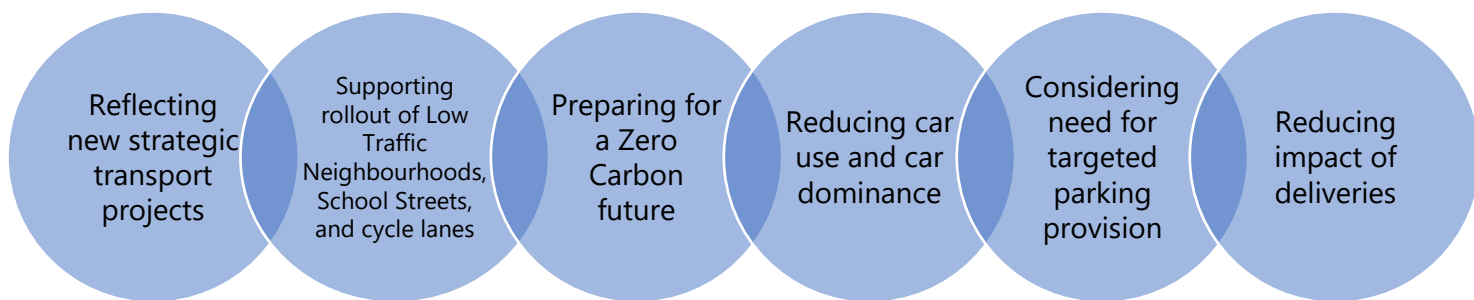 Reflecting
new strategic
transport
projects
Supporting
rollout of Low
Traffic
Neighbourhoods,
School Streets,
and cycle lanes
Preparing for
a Zero
Carbon
future
Reducing car
use and car
dominance
Considering
need for
targeted
parking
provision
Reducing
impact of
deliveries